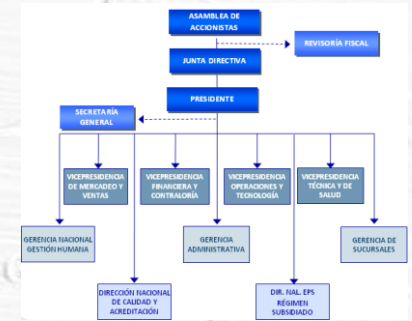 ASAMBLEA DE
ACCIONISTAS
REVISORÍA FISCAL
JUNTA DIRECTIVA
PRESIDENTE
SECRETARÍA
GENERAL
VICEPRESIDENCIA
DE MERCADEO Y
VENTAS
VICEPRESIDENCIA
FINANCIERA Y
CONTRALORÍA
VICEPRESIDENCIA
OPERACIONES Y
TECNOLOGÍA
VICEPRESIDENCIA
TÉCNICA Y DE
SALUD
GERENCIA NACIONAL
GESTIÓN HUMANA
GERENCIA
ADMINISTRATIVA
GERENCIA DE
SUCURSALES
DIRECCIÓN NACIONAL
DE CALIDAD Y
ACREDITACIÓN
DIR. NAL. EPS
RÉGIMEN
SUBSIDIADO